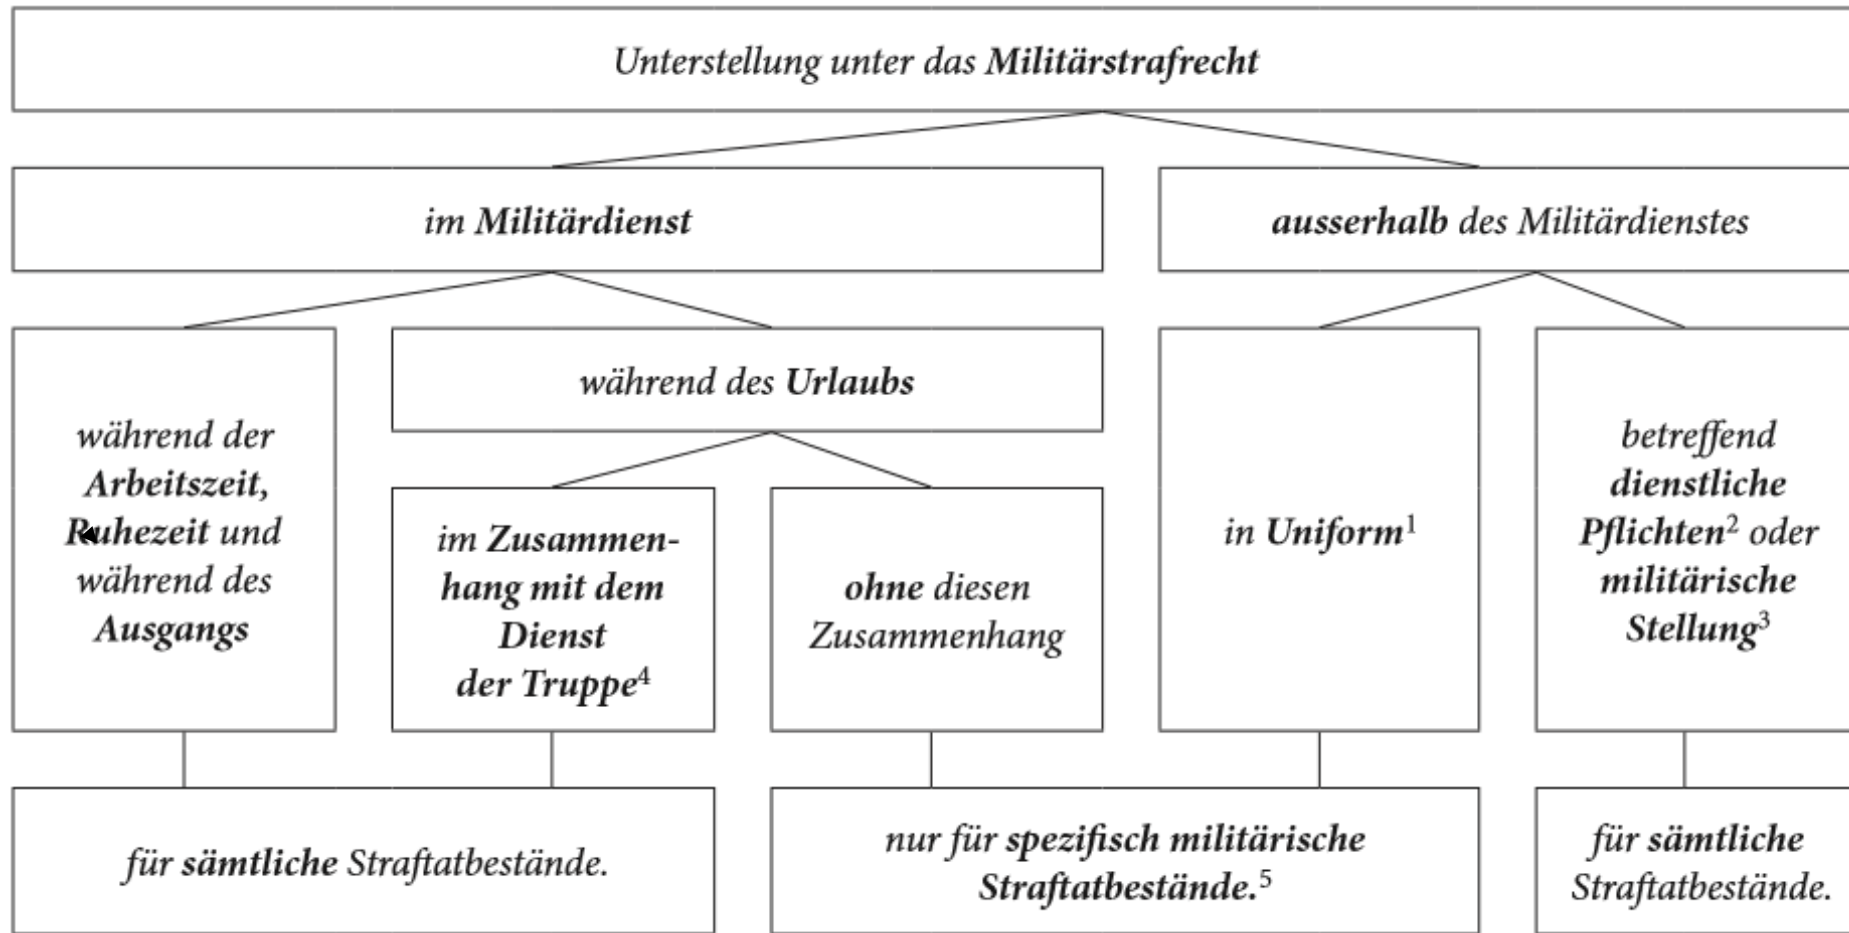 Unterstellung unter das Militärstrafrecht
im Militärdienst
ausserhalb des Militärdienstes
während der
Arbeitszeit,
Ruhezeit und
während des
Ausgangs
während des Urlaubs
im Zusammen-
hang mit dem
Dienst
der Truppe⁴
ohne diesen
Zusammenhang
in Uniform¹
betreffend
dienstliche
Pflichten² oder
militärische
Stellung³
für sämtliche Straftatbestände.
nur für spezifisch militärische
Straftatbestände.⁵
für sämtliche
Straftatbestände.